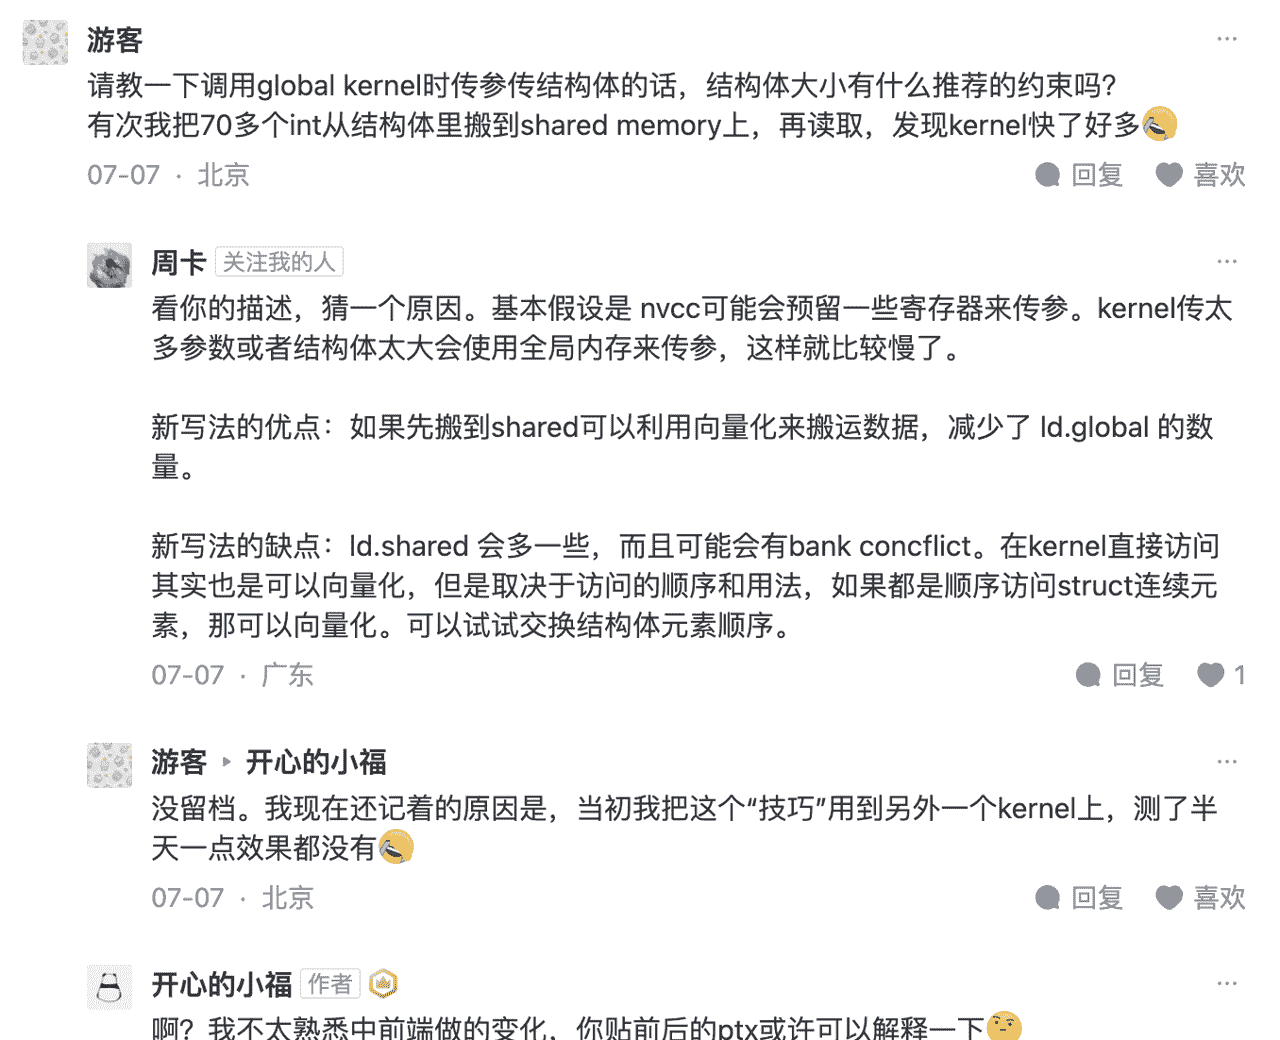 游客
请教一下调用global kernel时传参传结构体的话，结构体大小有什么推荐的约束吗?
有次我把70多个int从结构体里搬到shared memory上，再读取，发现kernel快了好多
07-07 · 北京
回复 喜欢
周卡 关注我的人
看你的描述，猜一个原因。基本假设是 nvcc可能会预留一些寄存器来传参。kernel传太
多参数或者结构体太大会使用全局内存来传参，这样就比较慢了。
新写法的优点：如果先搬到shared可以利用向量化来搬运数据，减少了 ld.global 的数
量。
新写法的缺点：ld.shared 会多一些，而且可能会有bank concflict。在kernel直接访问
其实也是可以向量化，但是取决于访问的顺序和用法，如果都是顺序访问struct连续元
素，那可以向量化。可以试试交换结构体元素顺序。
07-07 · 广东
回复 1
游客 ▸ 开心的小福
没留档。我现在还记着的原因是，当初我把这个“技巧”用到另外一个kernel上，测了半
天一点效果都没有
07-07 · 北京
回复 喜欢
开心的小福 作者
啊？我不太熟悉中前端做的变化，你贴前后的ptx或许可以解释一下